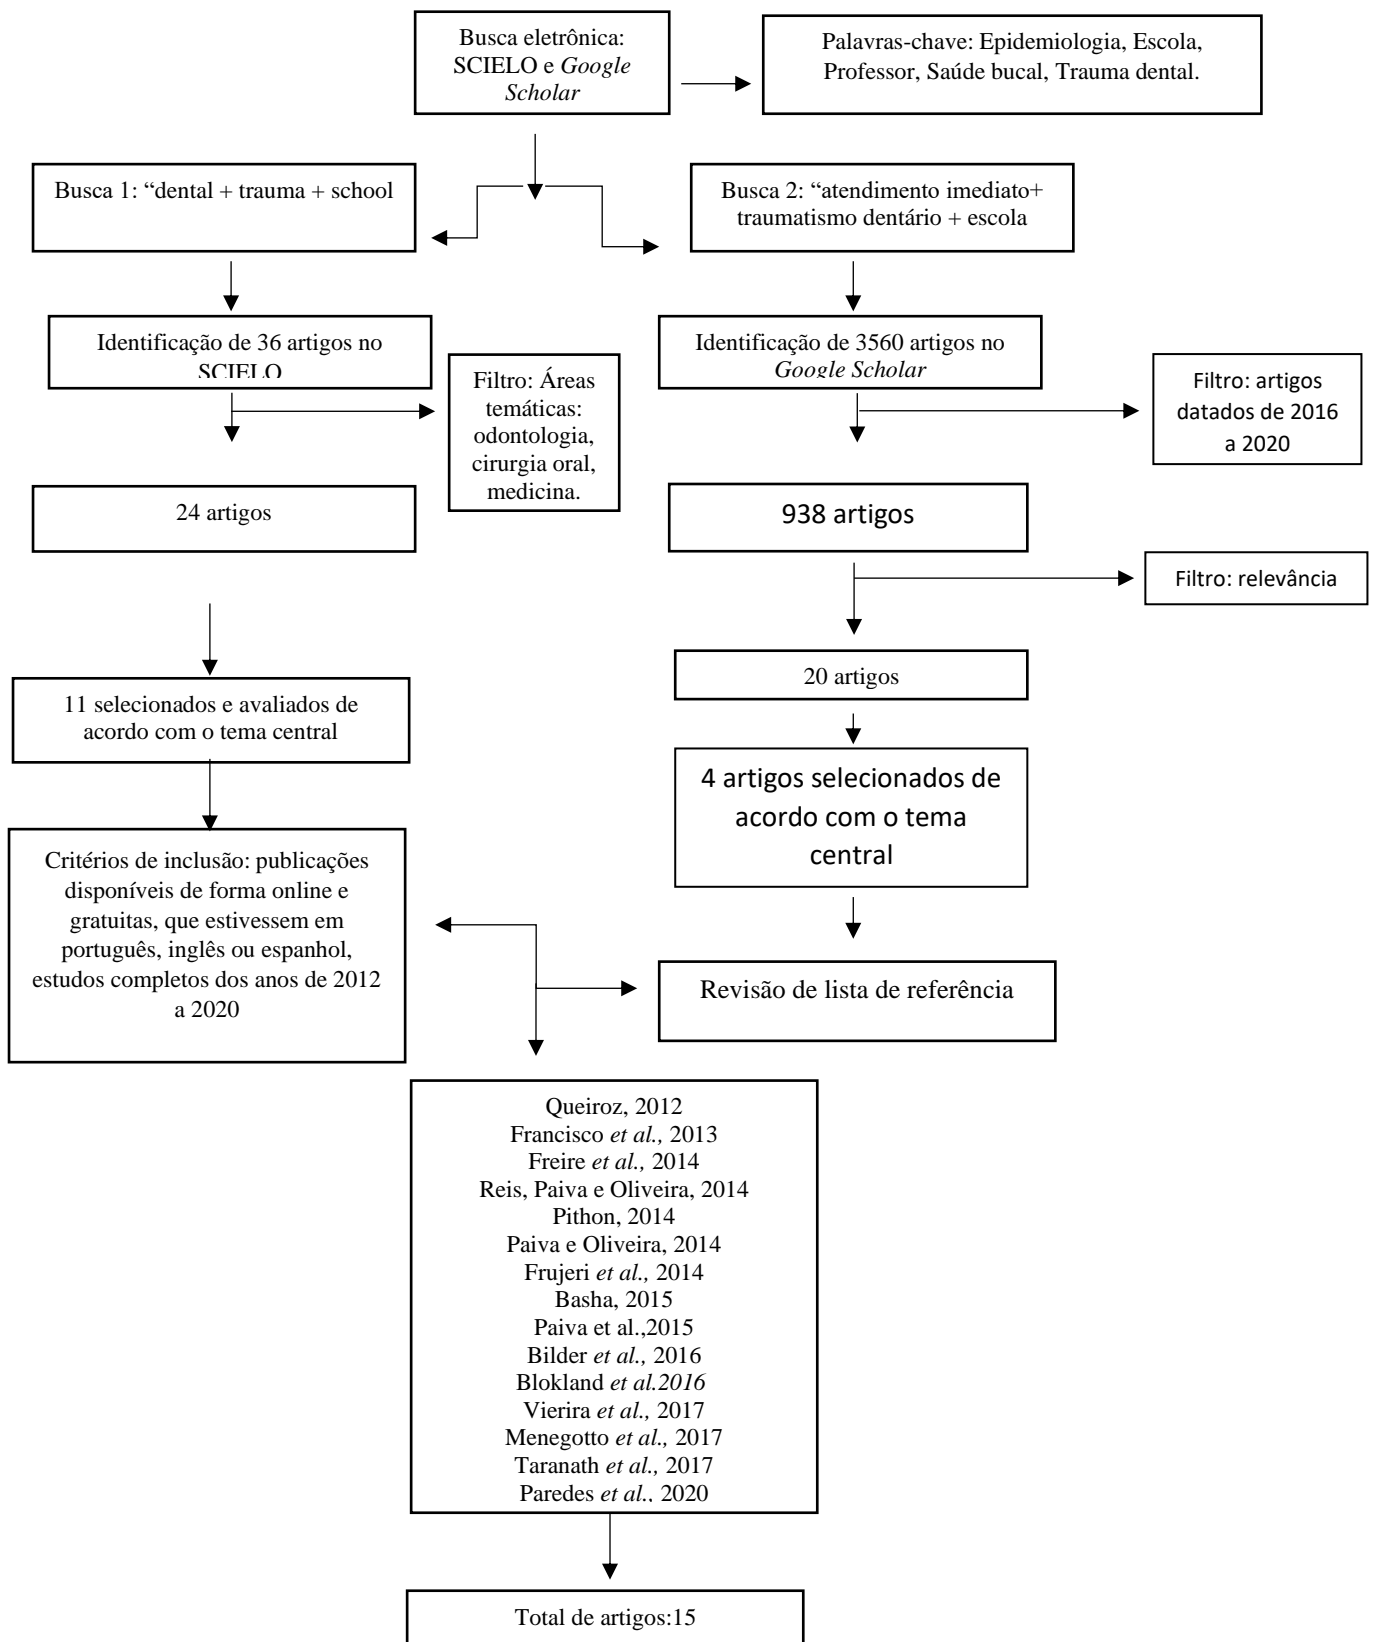 Busca eletrônica:
SCIELO e Google
Scholar
Palavras-chave: Epidemiologia, Escola,
Professor, Saúde bucal, Trauma dental.
Busca 1: “dental + trauma + school
Busca 2: “atendimento imediato+
traumatismo dentário + escola
Identificação de 36 artigos no
SCIELO
Identificação de 3560 artigos no
Google Scholar
Filtro: Áreas
temáticas:
odontologia,
cirurgia oral,
medicina.
Filtro: artigos
datados de 2016
a 2020
24 artigos
938 artigos
Filtro: relevância
20 artigos
11 selecionados e avaliados de
acordo com o tema central
4 artigos selecionados de
acordo com o tema
central
Critérios de inclusão: publicações
disponíveis de forma online e
gratuitas, que estivessem em
português, inglês ou espanhol,
estudos completos dos anos de 2012
a 2020
Revisão de lista de referência
Queiroz, 2012
Francisco et al., 2013
Freire et al., 2014
Reis, Paiva e Oliveira, 2014
Pithon, 2014
Paiva e Oliveira, 2014
Frujeri et al., 2014
Basha, 2015
Paiva et al.,2015
Bilder et al., 2016
Blokland et al.2016
Vierira et al., 2017
Menegotto et al., 2017
Taranath et al., 2017
Paredes et al., 2020
Total de artigos:15